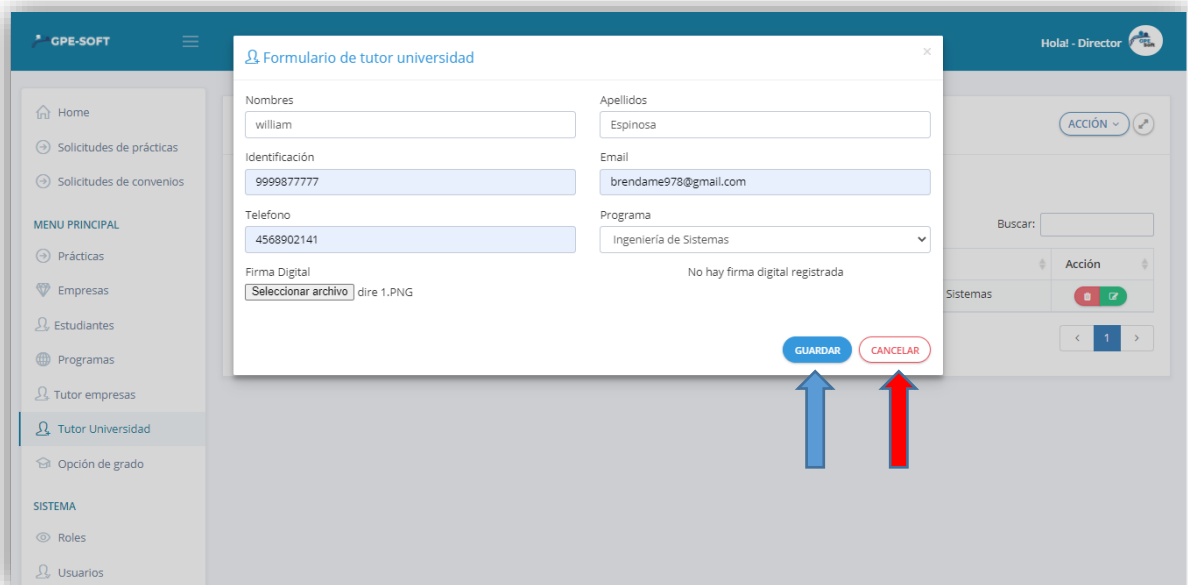 GPE-SOFT
Hola! - Director
Formulario de tutor universidad
×
Home
Solicitudes de prácticas
Solicitudes de convenios
MENU PRINCIPAL
Prácticas
Empresas
Estudiantes
Programas
Tutor empresas
Tutor Universidad
Opción de grado
SISTEMA
Roles
Usuarios
Nombres
Apellidos
william
Espinosa
Identificación
Email
9999877777
brendame978@gmail.com
Telefono
Programa
4568902141
Ingeniería de Sistemas
Firma Digital
No hay firma digital registrada
Seleccionar archivo dire 1.PNG
GUARDAR
CANCELAR
ACCIÓN
Buscar:
Acción
Sistemas
< 1 >